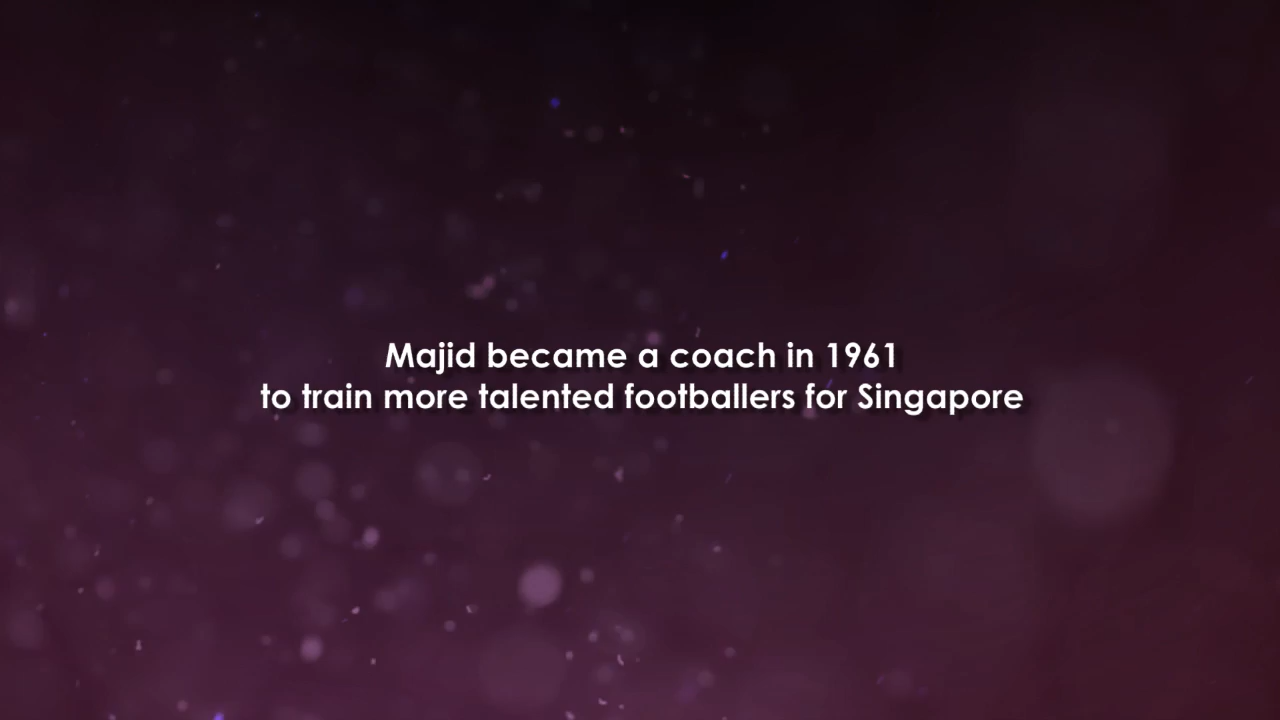 Majid became a coach in 1961
to train more talented footballers for Singapore